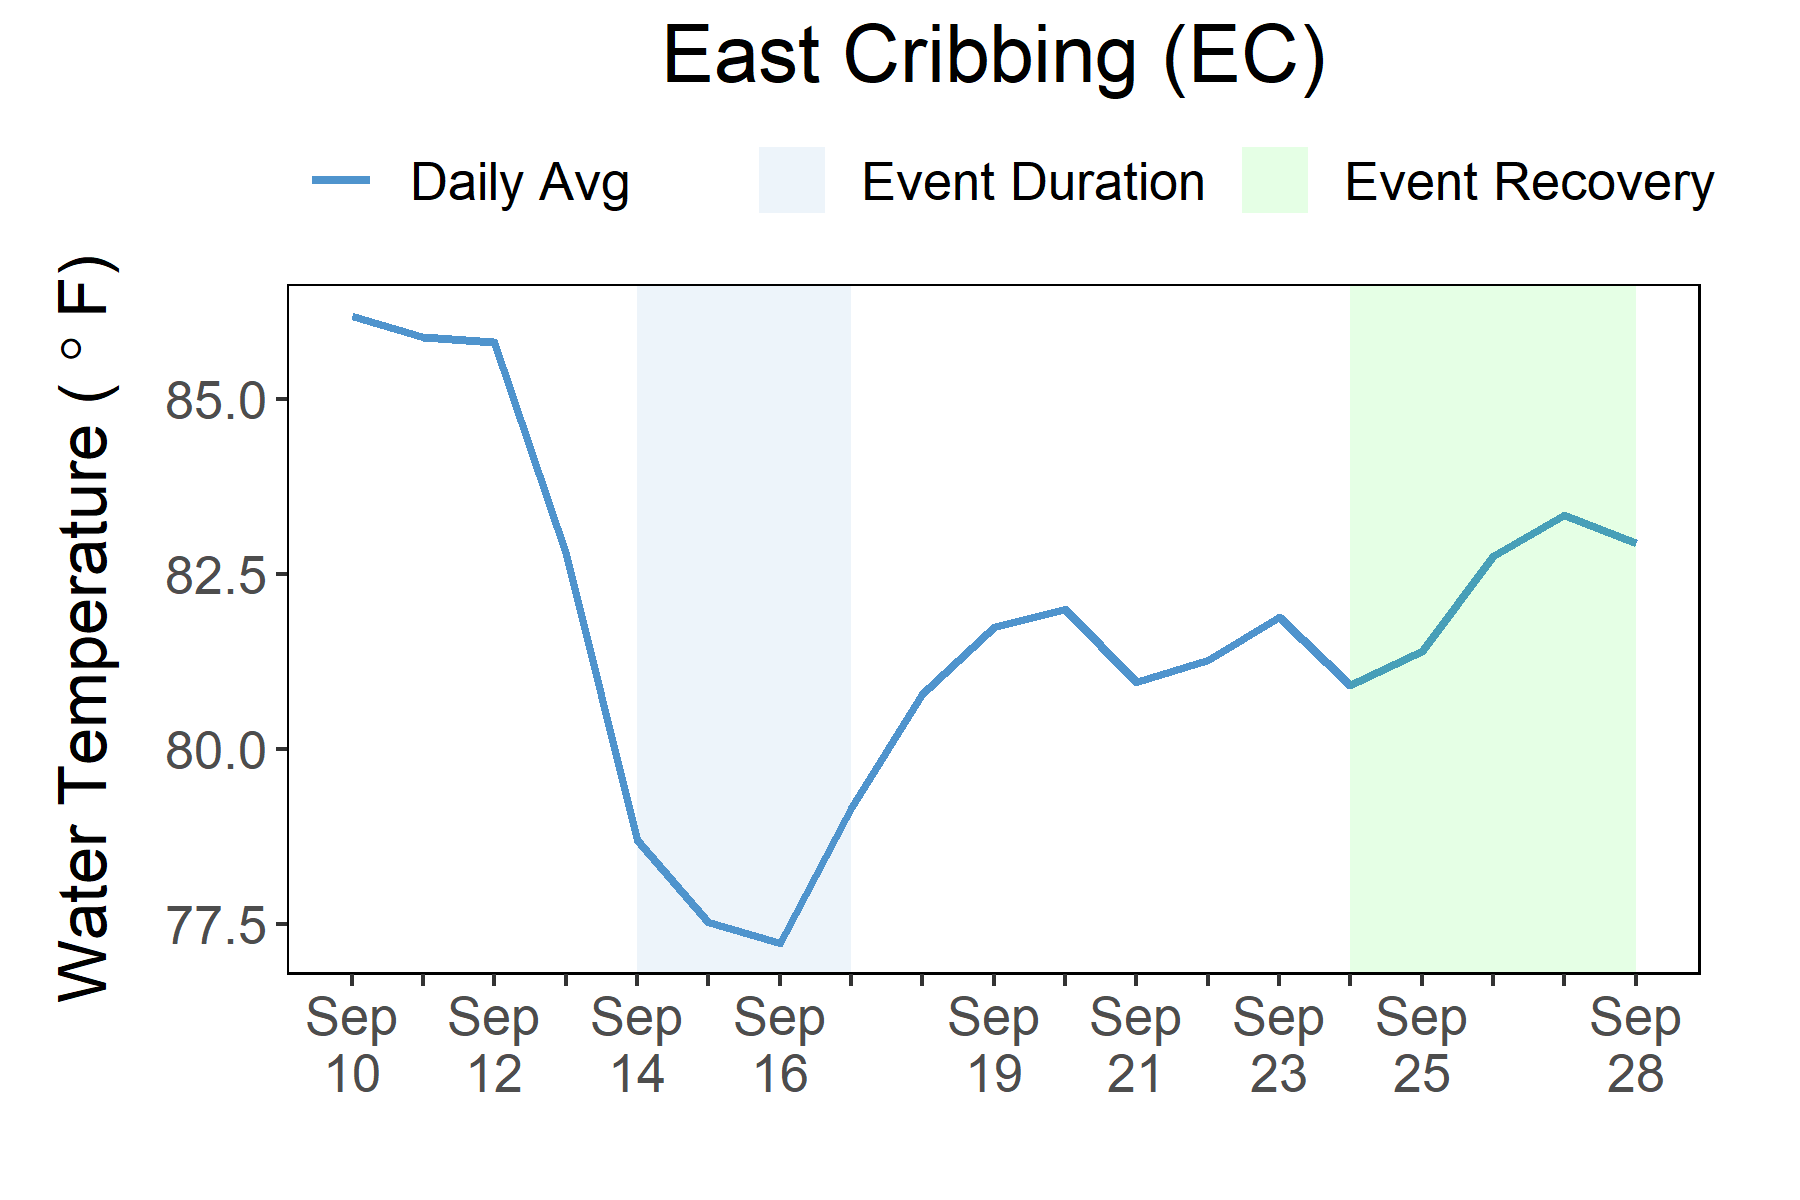 East Cribbing (EC)
Daily Avg
Event Duration
Event Recovery
Water Temperature ( ° F)
85.0
82.5
80.0
77.5
Sep 10
Sep 12
Sep 14
Sep 16
Sep 19
Sep 21
Sep 23
Sep 25
Sep 28